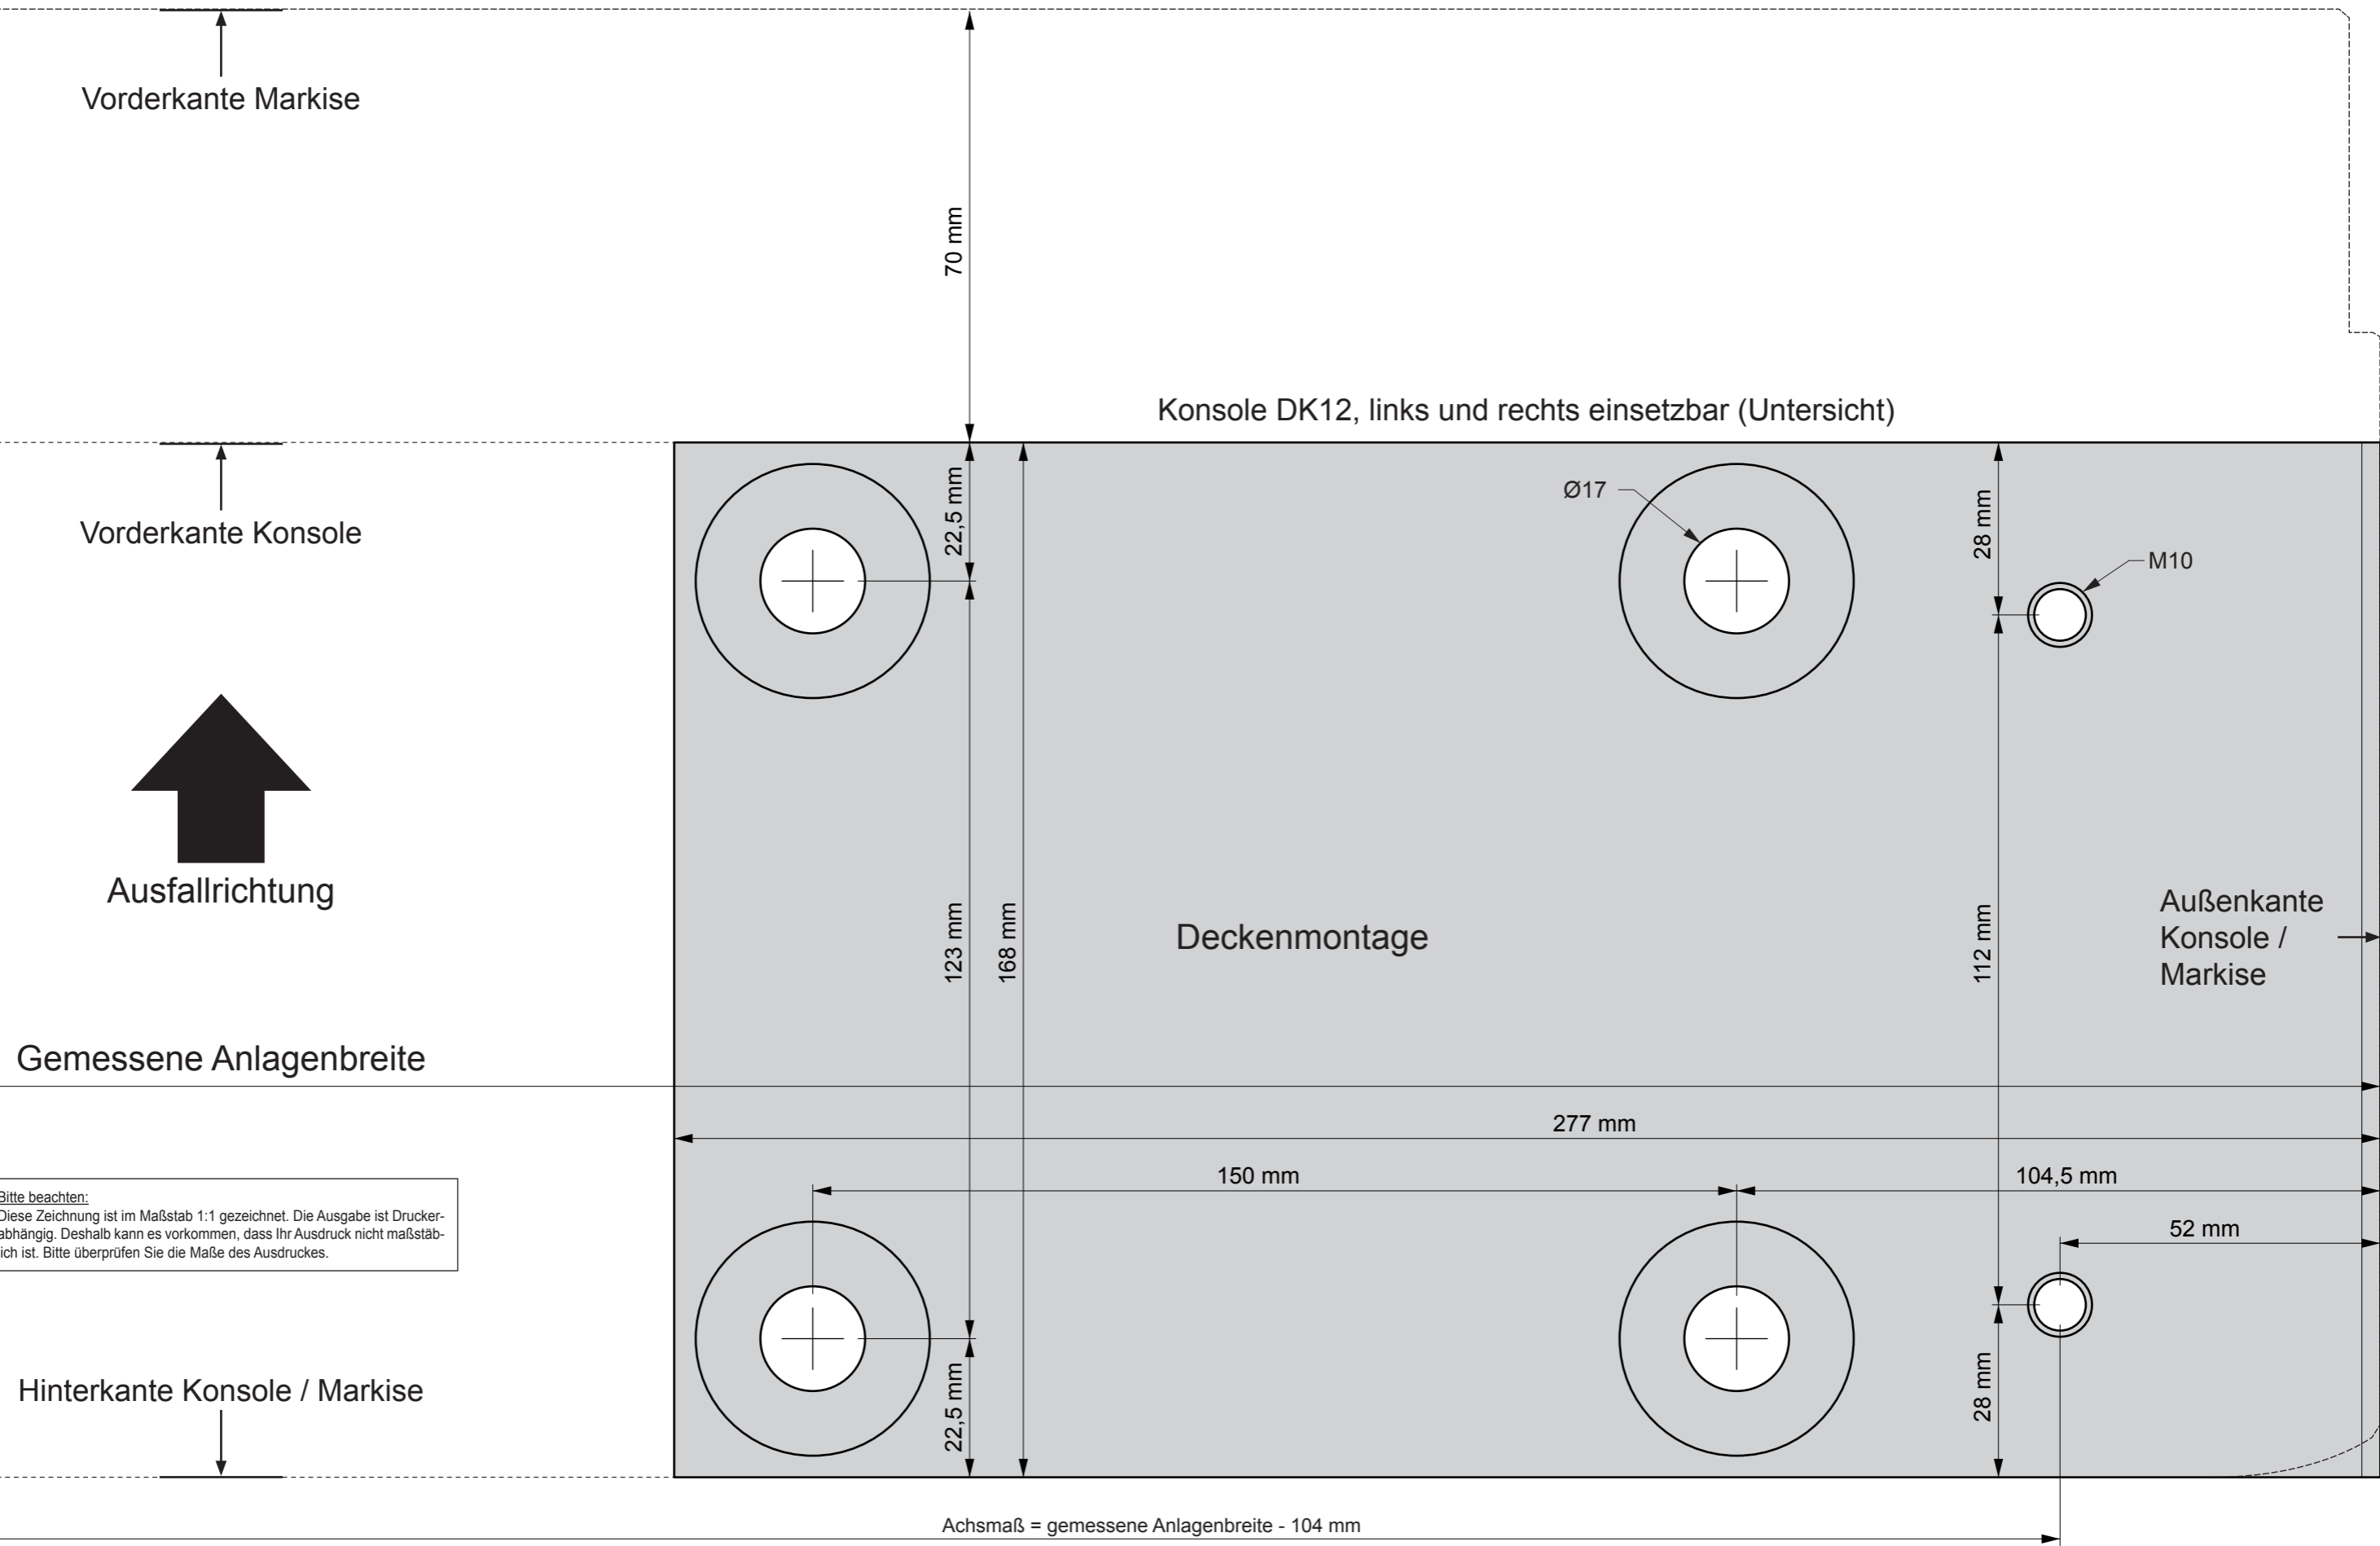 Vorderkante Markise
70 mm
Konsole DK12, links und rechts einsetzbar (Untersicht)
Vorderkante Konsole
22,5 mm
Ø17
28 mm
M10
Ausfallrichtung
123 mm
168 mm
Deckenmontage
112 mm
Außenkante
Konsole /
Markise
Gemessene Anlagenbreite
277 mm
150 mm
104,5 mm
52 mm
Bitte beachten:
Diese Zeichnung ist im Maßstab 1:1 gezeichnet. Die Ausgabe ist Drucker-
abhängig. Deshalb kann es vorkommen, dass Ihr Ausdruck nicht maßstäb-
lich ist. Bitte überprüfen Sie die Maße des Ausdruckes.
Hinterkante Konsole / Markise
22,5 mm
28 mm
Achsmaß = gemessene Anlagenbreite - 104 mm